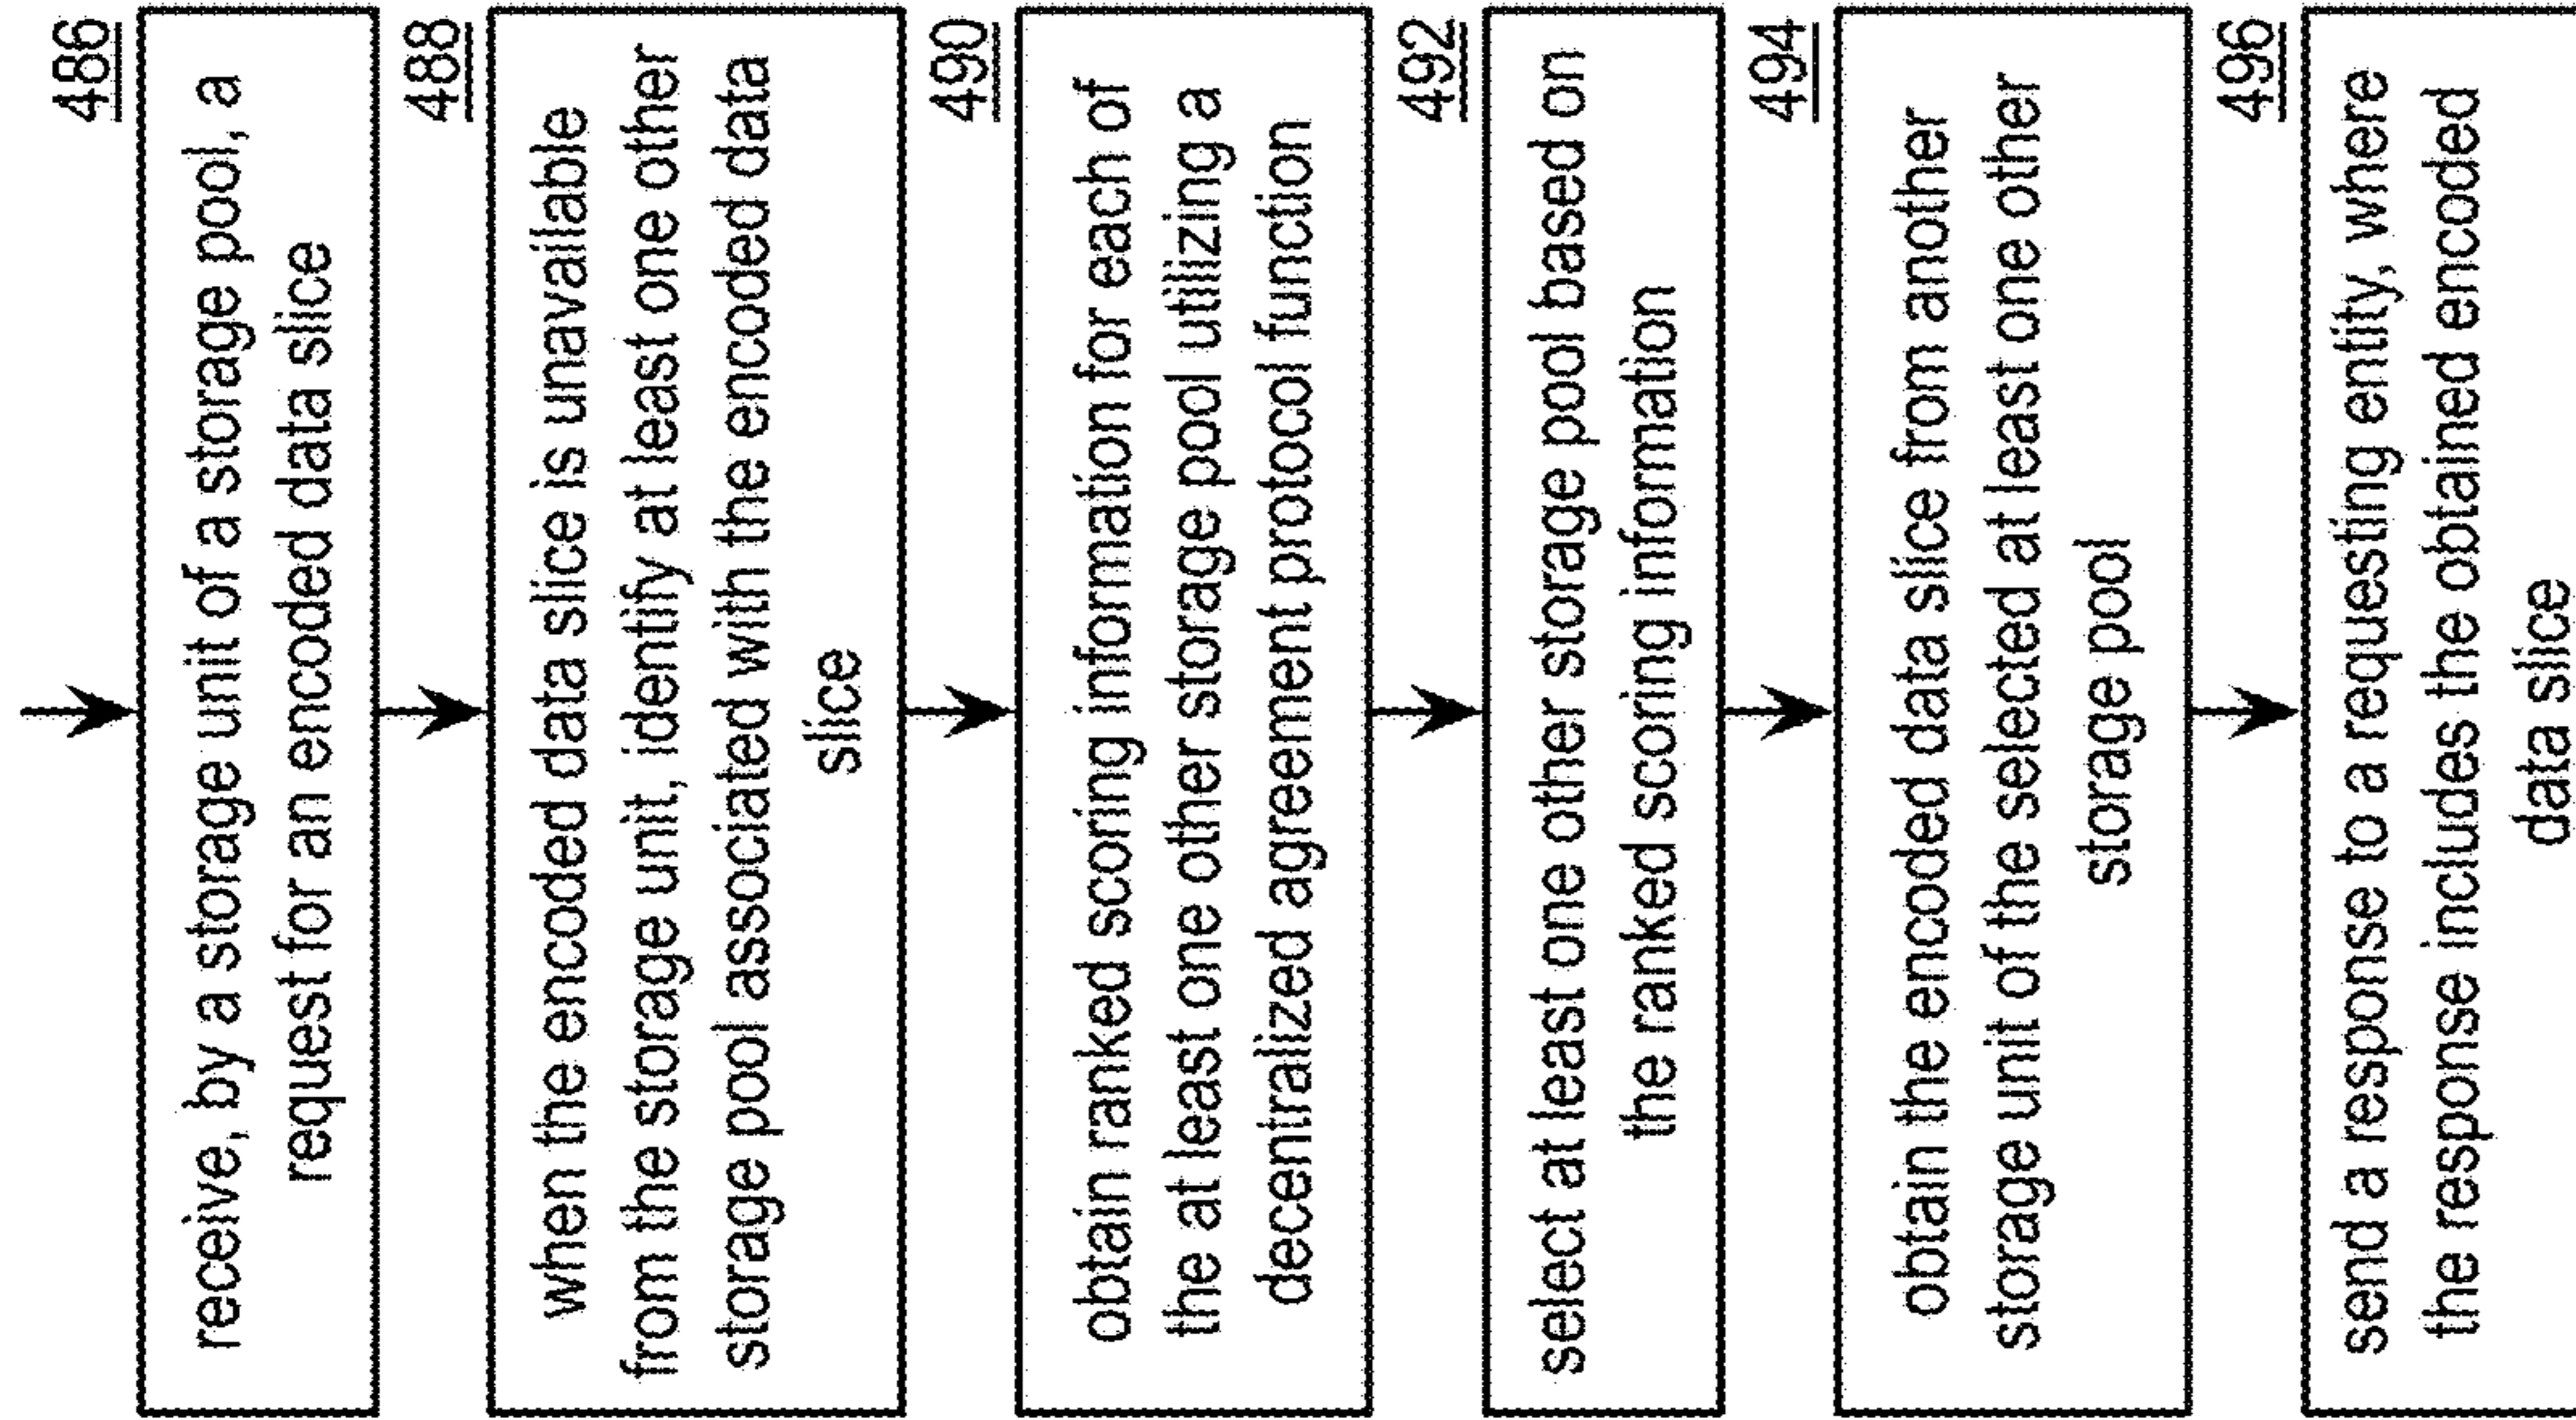 486
receive, by a storage unit of a storage pool, a
request for an encoded data slice
488
when the encoded data slice is unavailable
from the storage unit, identify at least one other
storage pool associated with the encoded data
slice
490
obtain ranked scoring information for each of
the at least one other storage pool utilizing a
decentralized agreement protocol function
492
select at least one other storage pool based on
the ranked scoring information
494
obtain the encoded data slice from another
storage unit of the selected at least one other
storage pool
496
send a response to a requesting entity, where
the response includes the obtained encoded
data slice